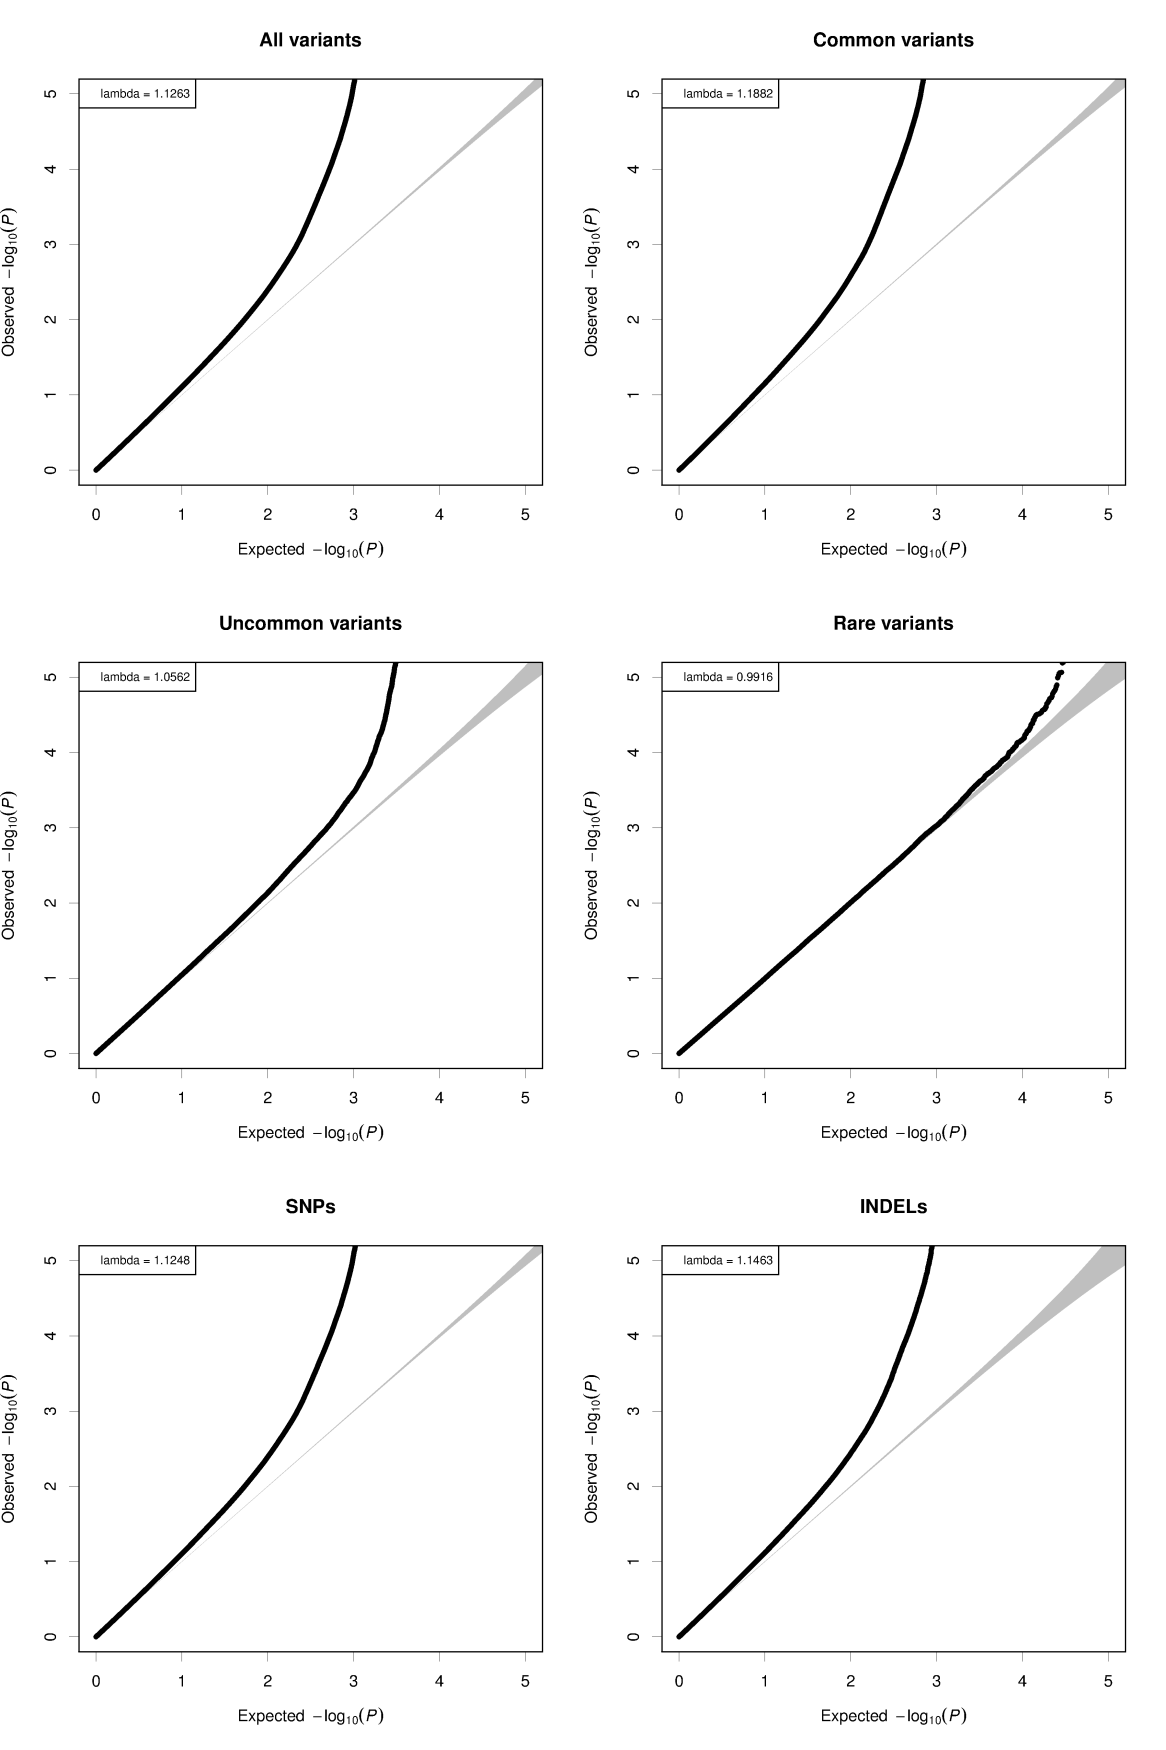 All variants
lambda = 1.1263
Observed −log10(P)
0 1 2 3 4 5
0 1 2 3 4 5
Expected −log10(P)
Common variants
lambda = 1.1882
Observed −log10(P)
0 1 2 3 4 5
0 1 2 3 4 5
Expected −log10(P)
Uncommon variants
lambda = 1.0562
Observed −log10(P)
0 1 2 3 4 5
0 1 2 3 4 5
Expected −log10(P)
Rare variants
lambda = 0.9916
Observed −log10(P)
0 1 2 3 4 5
0 1 2 3 4 5
Expected −log10(P)
SNPs
lambda = 1.1248
Observed −log10(P)
0 1 2 3 4 5
0 1 2 3 4 5
Expected −log10(P)
INDELs
lambda = 1.1463
Observed −log10(P)
0 1 2 3 4 5
0 1 2 3 4 5
Expected −log10(P)